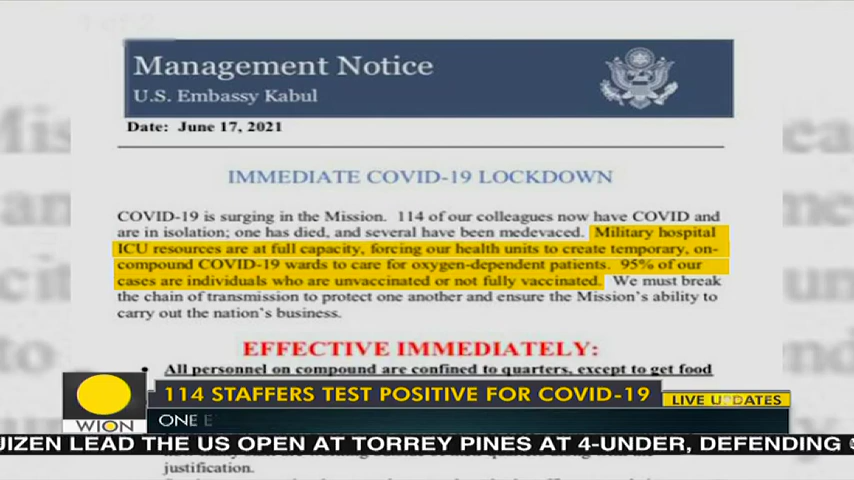 Management Notice
U.S. Embassy Kabul
Date: June 17, 2021
IMMEDIATE COVID-19 LOCKDOWN
COVID-19 is surging in the Mission. 114 of our colleagues now have COVID and
are in isolation; one has died, and several have been medevaced. Military hospital
ICU resources are at full capacity, forcing our health units to create temporary, on-
compound COVID-19 wards to care for oxygen-dependent patients. 95% of our
cases are individuals who are unvaccinated or not fully vaccinated. We must break
the chain of transmission to protect one another and ensure the Mission's ability to
carry out the nation's business.
EFFECTIVE IMMEDIATELY:
• All personnel on compound are confined to quarters, except to get food
114 STAFFERS TEST POSITIVE FOR COVID-19
LIVE UPDATES
WION
ONE E
UIZEN LEAD THE US OPEN AT TORREY PINES AT 4-UNDER, DEFENDING
justification.